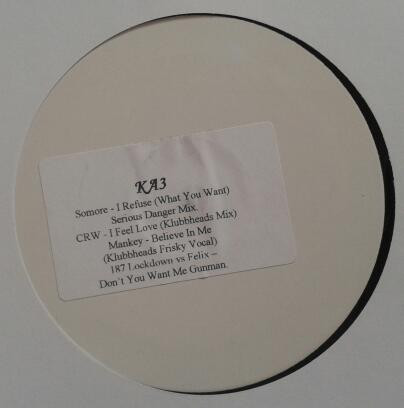 KA3
Somore - I Refuse (What You Want)
Serious Danger Mix.
CRW - I Feel Love (Klubbheads Mix)
Mankey - Believe In Me
(Klubbheads Frisky Vocal)
187 Lockdown vs Felix –
Don't You Want Me Gunman.